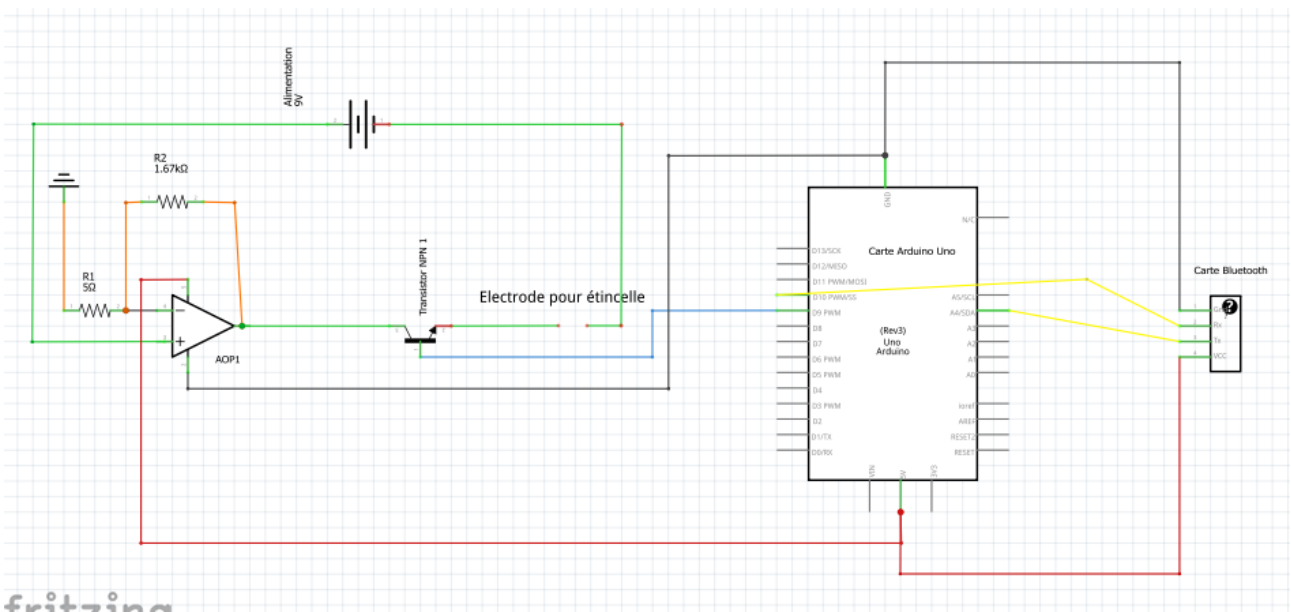 Alimentation
9V
R2
1.67kΩ
R1
5Ω
AOP1
Transistor NPN 1
Electrode pour étincelle
Carte Arduino Uno
(Rev3)
Uno
Arduino
GND
N/C
D13/SCK
D12/MISO
D11 PWM/MOSI
D10 PWM/SS
D9 PWM
D8
D7
D6 PWM
D5 PWM
D4
D3 PWM
D2
D1/TX
D0/RX
A5/SCL
A4/SDA
A3
A2
A1
A0
ioref
AREF
RESET2
RESET
VIN
5V
3V3
Carte Bluetooth
Rx
Tx
VCC
fritzing